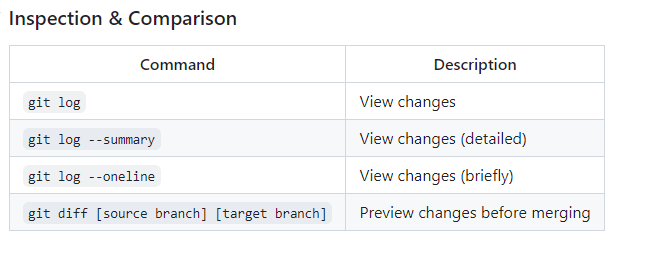 Inspection & Comparison
Command Description
git log View changes
git log --summary View changes (detailed)
git log --oneline View changes (briefly)
git diff [source branch] [target branch] Preview changes before merging